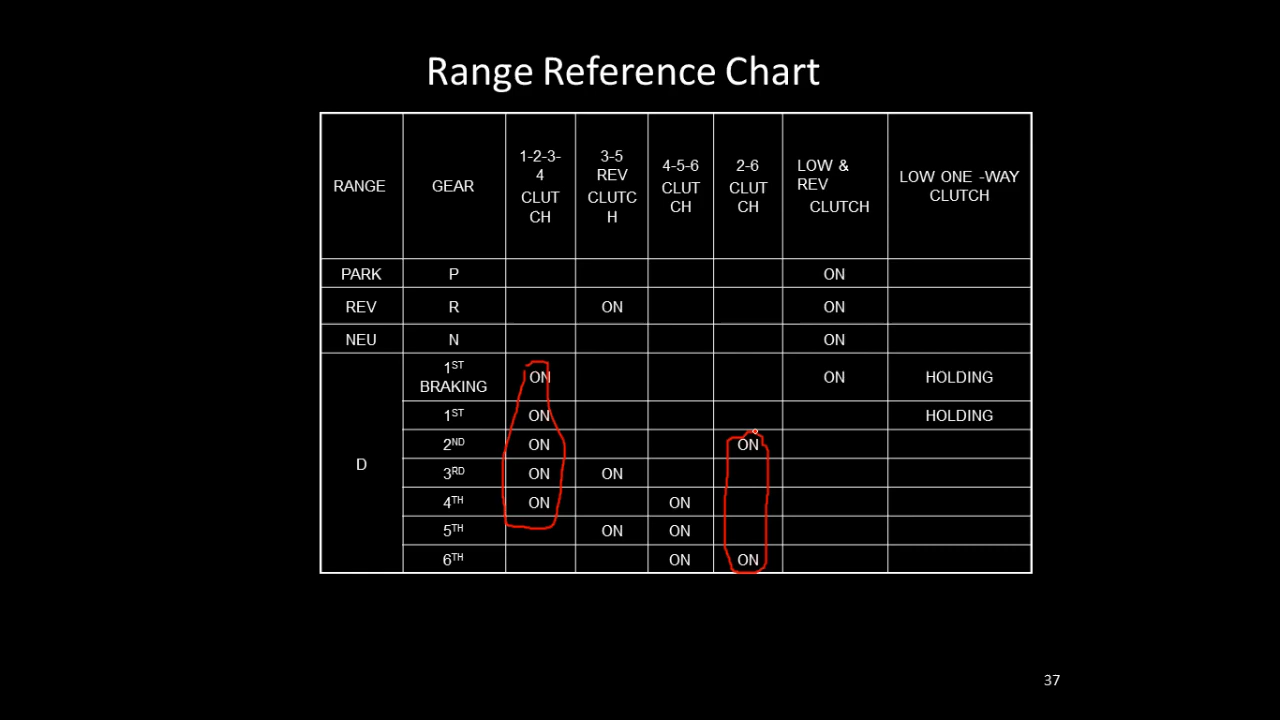 Range Reference Chart
RANGE
GEAR
1-2-3-
4
CLUT
CH
3-5
REV
CLUTC
H
4-5-6
CLUT
CH
2-6
CLUT
CH
LOW &
REV
CLUTCH
LOW ONE -WAY
CLUTCH
PARK P ON
REV R ON ON
NEU N ON
D
1ST
BRAKING
ON ON HOLDING
1ST ON HOLDING
2ND ON ON
3RD ON ON
4TH ON ON
5TH ON ON
6TH ON ON
37